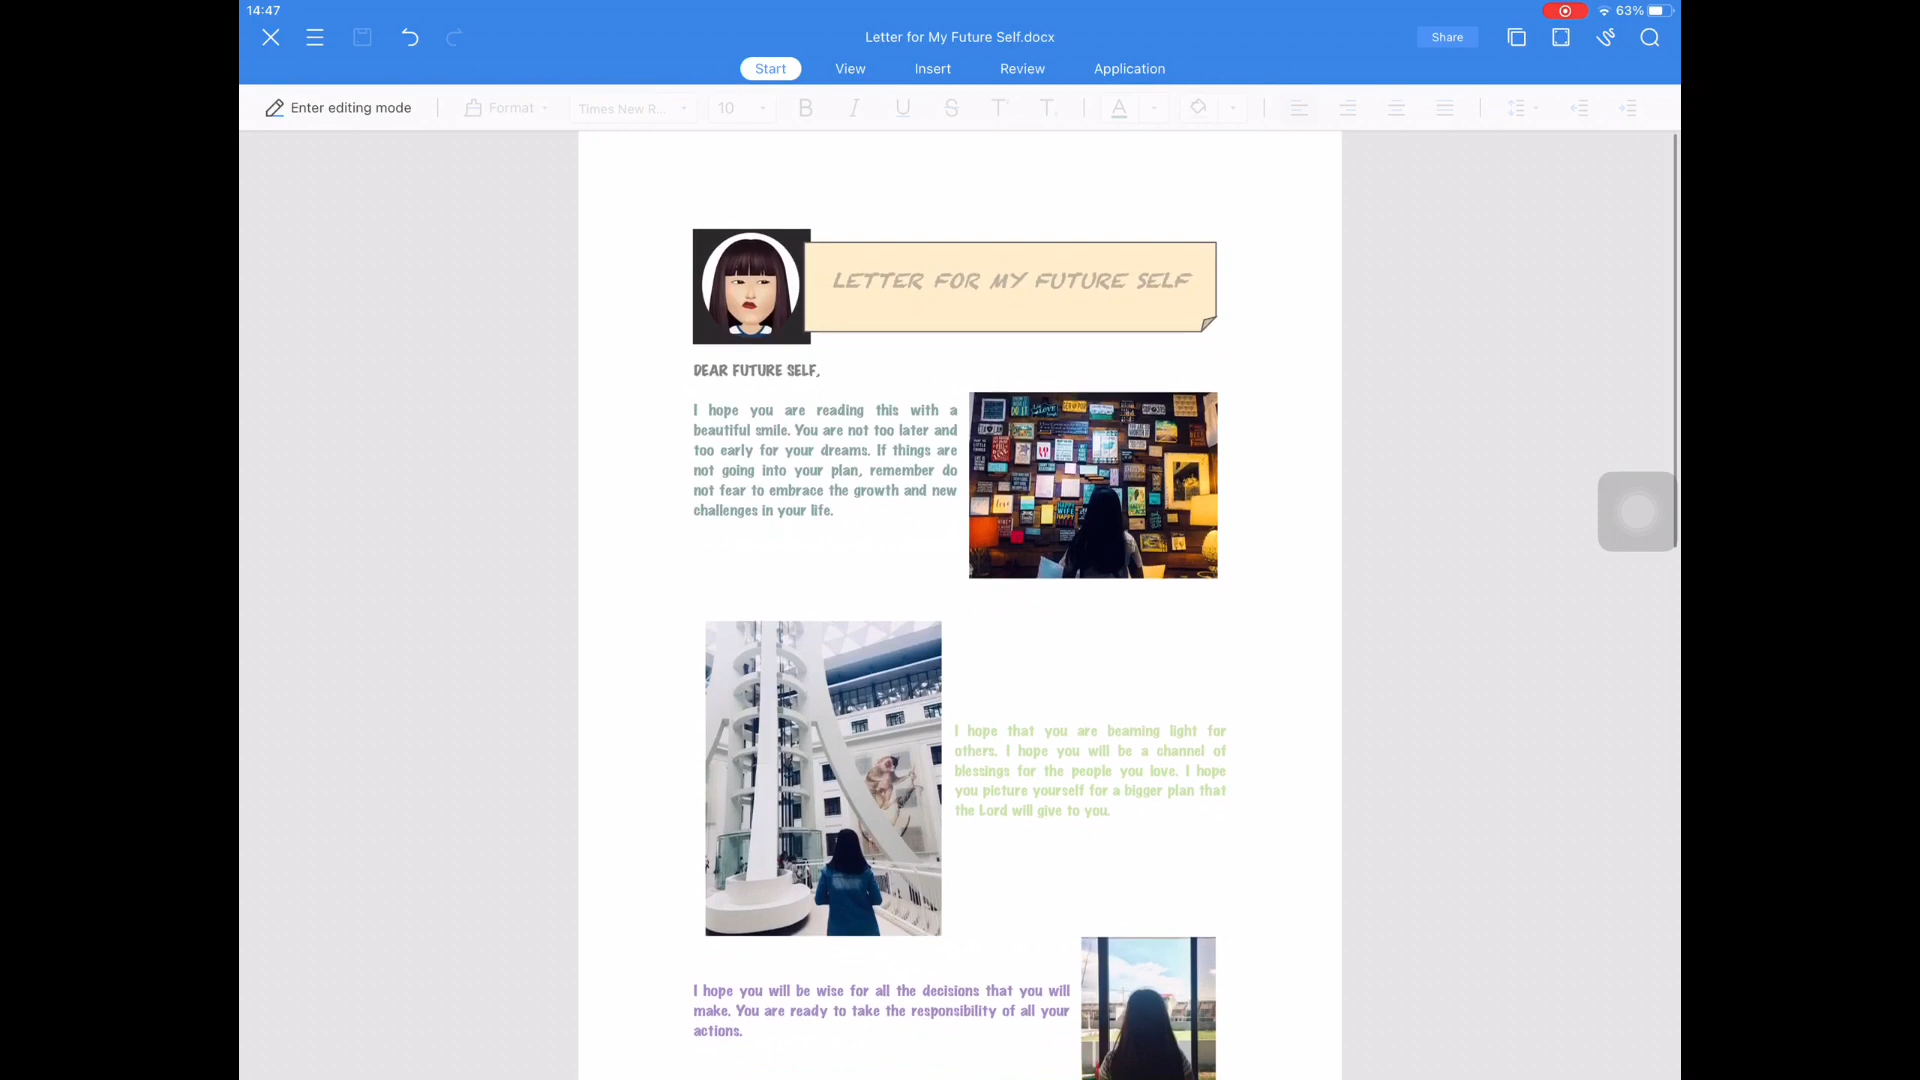 14:47
63%
Letter for My Future Self.docx
Share
Start
View
Insert
Review
Application
Enter editing mode
Format
Times New R...
10
B
I
U
S
T
T
A
LETTER FOR MY FUTURE SELF
DEAR FUTURE SELF,
I hope you are reading this with a
beautiful smile. You are not too later and
too early for your dreams. If things are
not going into your plan, remember do
not fear to embrace the growth and new
challenges in your life.
I hope that you are beaming light for
others. I hope you will be a channel of
blessings for the people you love. I hope
you picture yourself for a bigger plan that
the Lord will give to you.
I hope you will be wise for all the decisions that you will
make. You are ready to take the responsibility of all your
actions.